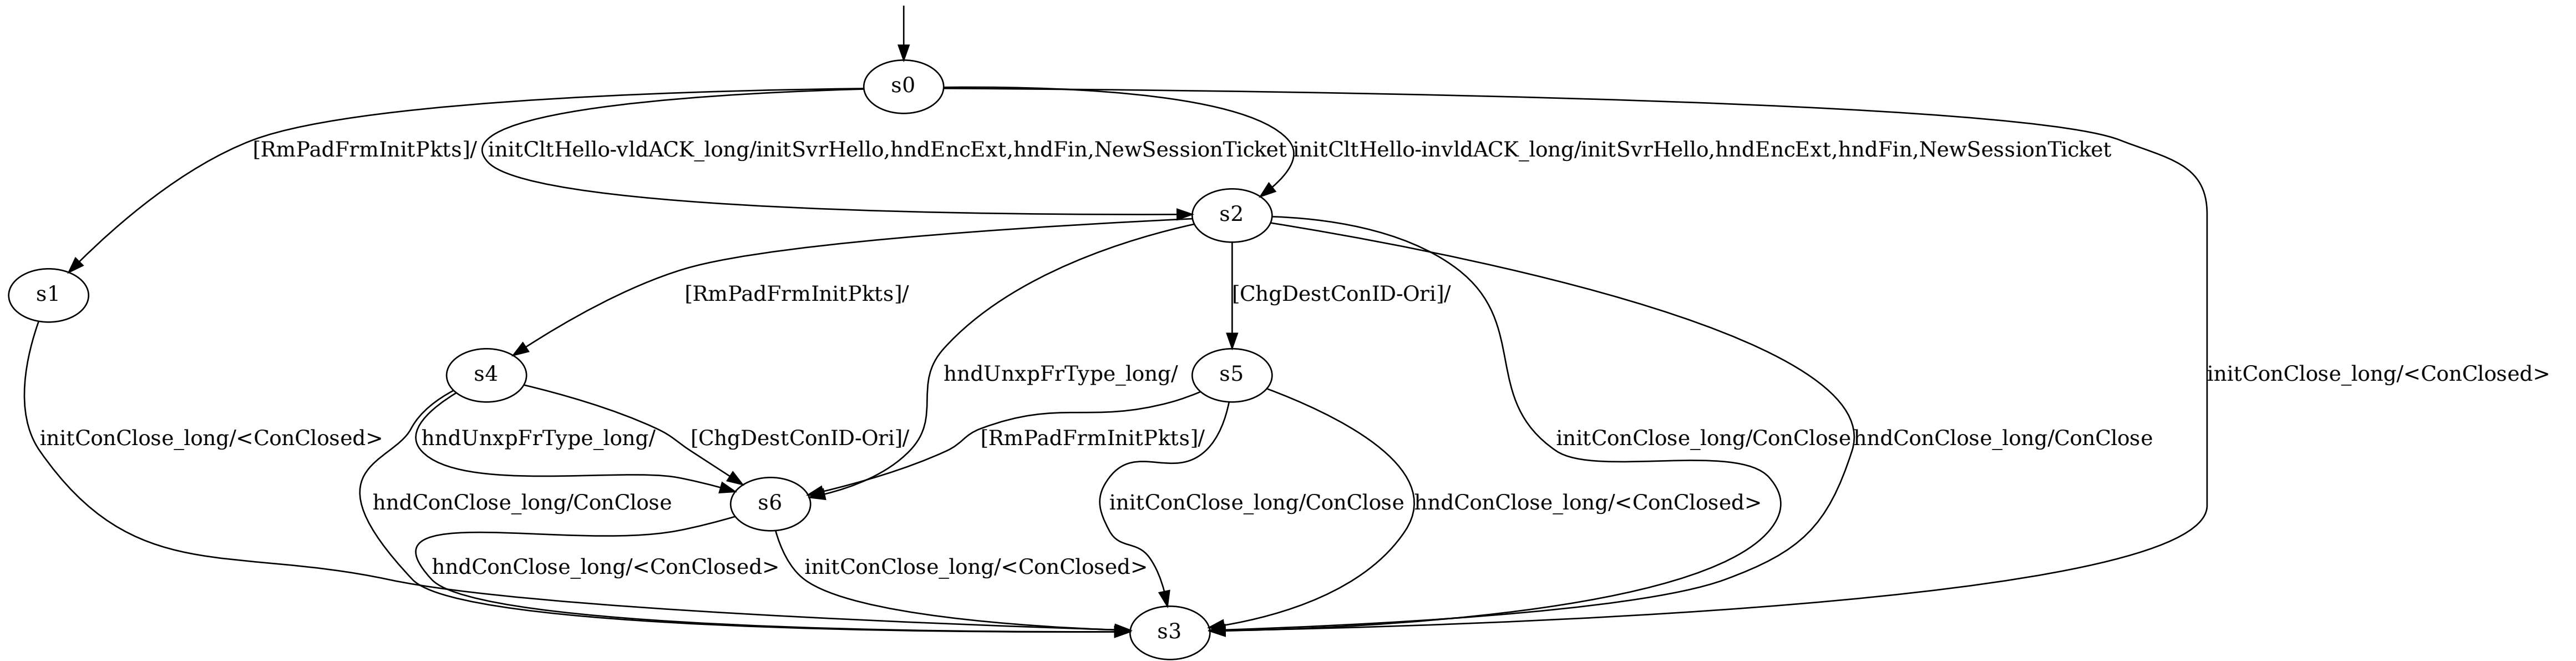 s0
[RmPadFrmInitPkts]/
initCltHello-vldACK_long/initSvrHello,hndEncExt,hndFin,NewSessionTicket
initCltHello-invldACK_long/initSvrHello,hndEncExt,hndFin,NewSessionTicket
s2
s1
[RmPadFrmInitPkts]/
[ChgDestConID-Ori]/
s4
hndUnxpFrType_long/
s5
initConClose_long/<ConClosed>
initConClose_long/<ConClosed>
hndUnxpFrType_long/
[ChgDestConID-Ori]/
[RmPadFrmInitPkts]/
initConClose_long/ConClose
hndConClose_long/ConClose
hndConClose_long/ConClose
s6
initConClose_long/ConClose
hndConClose_long/<ConClosed>
hndConClose_long/<ConClosed>
initConClose_long/<ConClosed>
s3